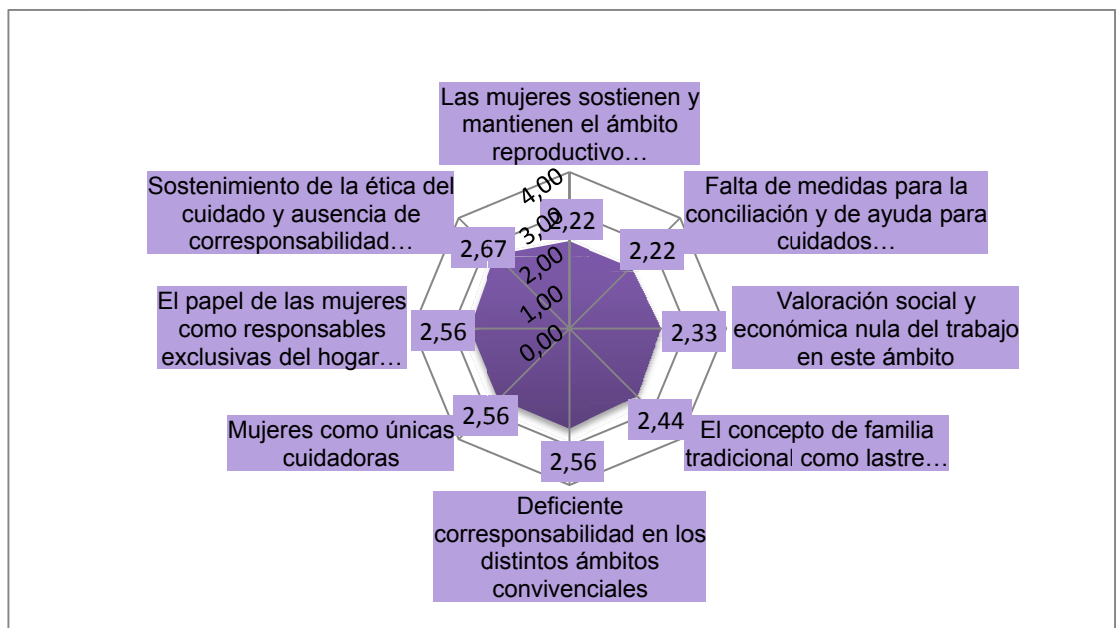 Las mujeres sostienen y
mantienen el ámbito
reproductivo…
Falta de medidas para la
conciliación y de ayuda para
cuidados…
Valoración social y
económica nula del trabajo
en este ámbito
El concepto de familia
tradicional como lastre…
Deficiente
corresponsabilidad en los
distintos ámbitos
convivenciales
Mujeres como únicas
cuidadoras
El papel de las mujeres
como responsables
exclusivas del hogar…
Sostenimiento de la ética del
cuidado y ausencia de
corresponsabilidad…
4,00
3,00
2,00
1,00
0,00
2,22
2,22
2,33
2,44
2,56
2,56
2,56
2,67